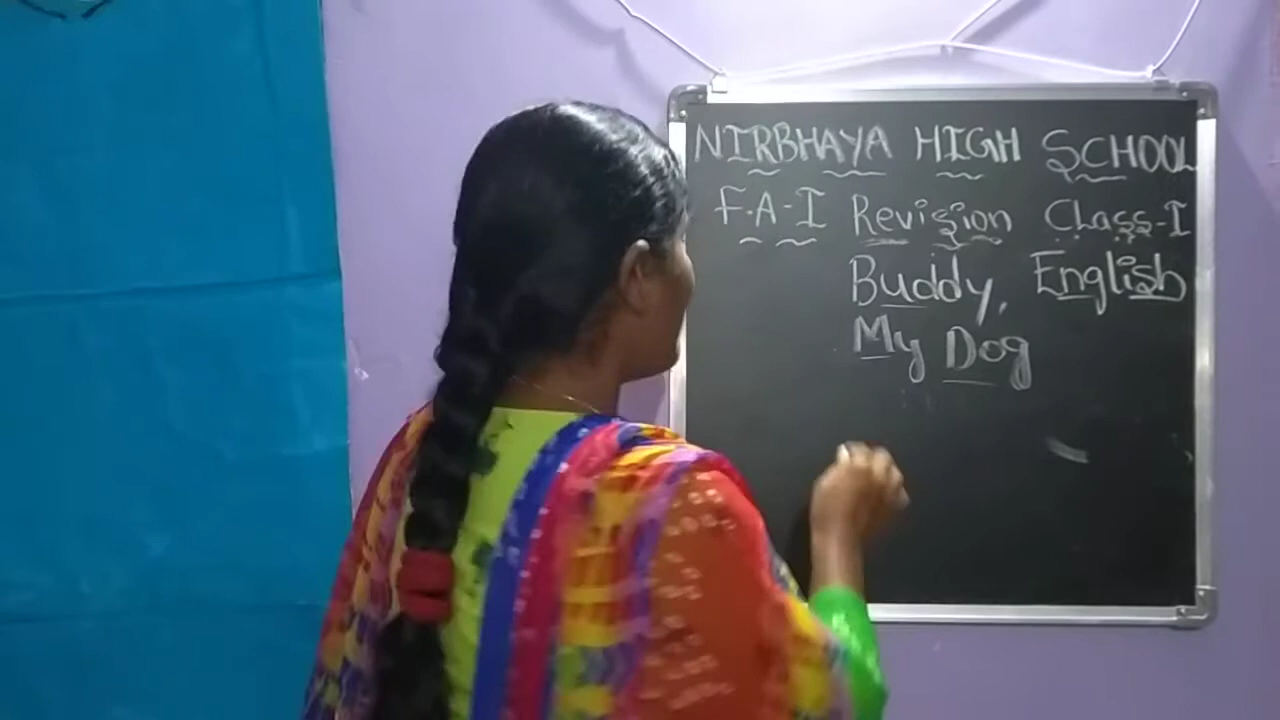 NIRBHAYA HIGH SCHOOL
F.A-I Revision Class-I
Buddy, English
My Dog